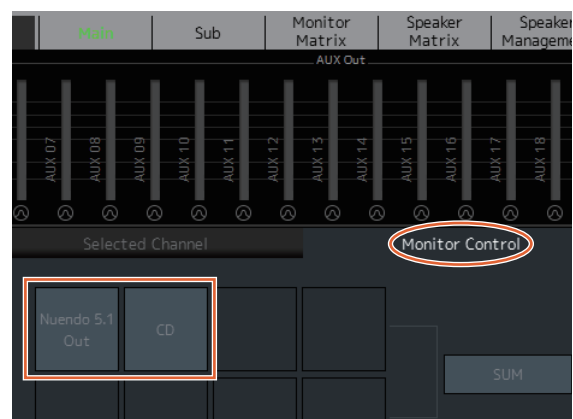 Main
Sub
Monitor
Matrix
Speaker
Matrix
Speaker
Manageme
AUX Out
AUX 07
AUX 08
AUX 09
AUX 10
AUX 11
AUX 12
AUX 13
AUX 14
AUX 15
AUX 16
AUX 17
AUX 18
Selected Channel
Monitor Control
Nuendo 5.1
Out
CD
SUM